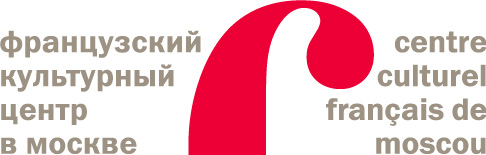 французский
культурный
центр
в москве
centre
culturel
français de
moscou